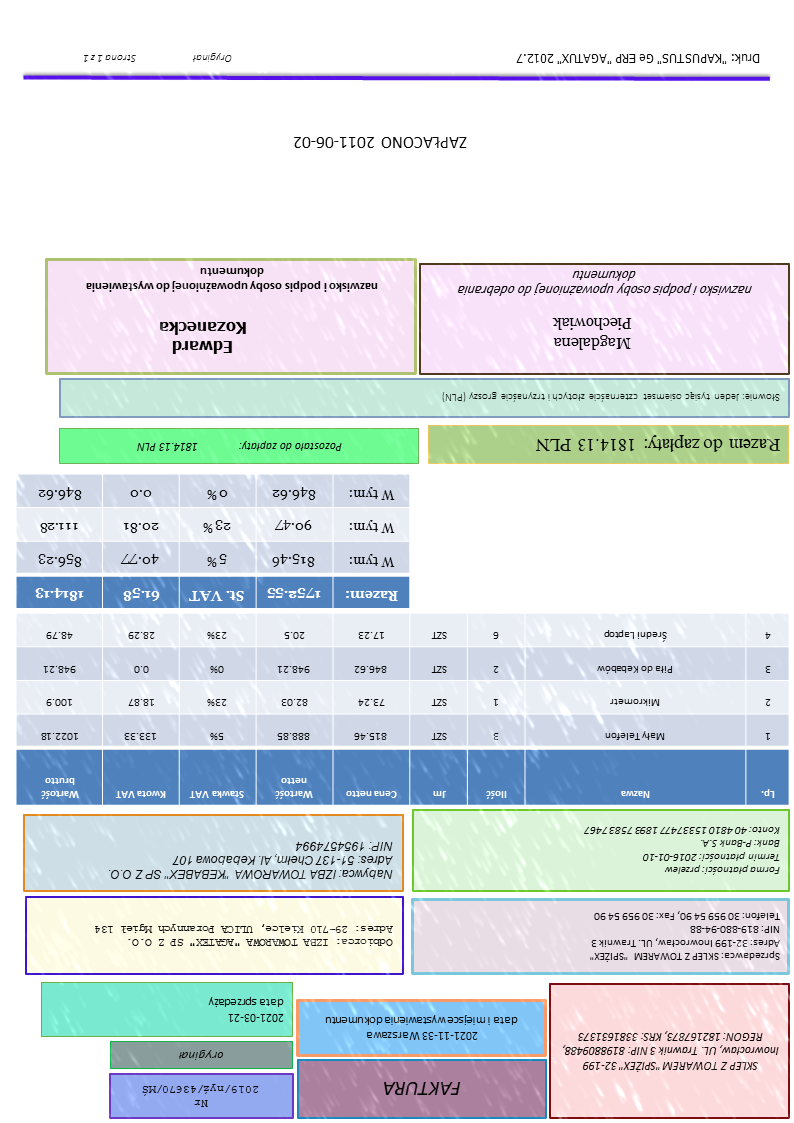 SKLEP Z TOWAREM "SPIŻEX" 32-199
Inowrocłow, UL. Trawnik 3 NIP: 8198809488,
REGON: 182167873, KRS: 3381631373
FAKTURA
Nr
2019/nyá/43670/MŚ
oryginał
2021-11-33 Warszawa
data i miejsce wystawienia dokumentu
2021-03-21
data sprzedaży
Sprzedawca: SKLEP Z TOWAREM "SPIŻEX"
Adres: 32-199 Inowrocłow, UL. Trawnik 3
NIP: 819-880-94-88
Telefon: 30 959 54 90, Fax: 30 959 54 90
Odbiorca: IZBA TOWAROWA "AGATEX" SP Z O.O.
Adres: 29-710 Kielce, ULICA Porannych Mgieł 134
Forma płatności: przelew
Termin płatności: 2016-01-10
Bank: P-Bank S.A.
Konto: 40 4810 1533 7477 1893 7583 7467
Nabywca: IZBA TOWAROWA "KEBABEX" SP Z O.O.
Adres: 51-137 Chełm, Al. Kebabowa 107
NIP: 1954574994
Lp. Nazwa Ilość Jm Cena netto Wartość netto Stawka VAT Kwota VAT Wartość brutto
1 Mały Telefon 3 SZT 815.46 888.85 5% 133.33 1022.18
2 Mikrometr 1 SZT 73.24 82.03 23% 18.87 100.9
3 Piła do Kebabów 2 SZT 846.62 948.21 0% 0.0 948.21
4 Średni Laptop 6 SZT 17.23 20.5 23% 28.29 48.79
Razem: 1752.55 St. VAT 61.58 1814.13
W tym: 815.46 5% 40.77 856.23
W tym: 90.47 23% 20.81 111.28
W tym: 846.62 0% 0.0 846.62
Razem do zapłaty: 1814.13 PLN
Pozostało do zapłaty: 1814.13 PLN
Słownie: Jeden tysiąc osiemset czternaście złotych i trzynaście groszy (PLN)
Magdalena
Piechowiak
nazwisko i podpis osoby upoważnionej do odebrania
dokumentu
Edward
Kozanecka
nazwisko i podpis osoby upoważnionej do wystawienia
dokumentu
ZAPŁACONO 2011-06-02
Druk: "KAPUSTUS" Ge ERP "AGATUX" 2012.7
Oryginał
Strona 1 z 1